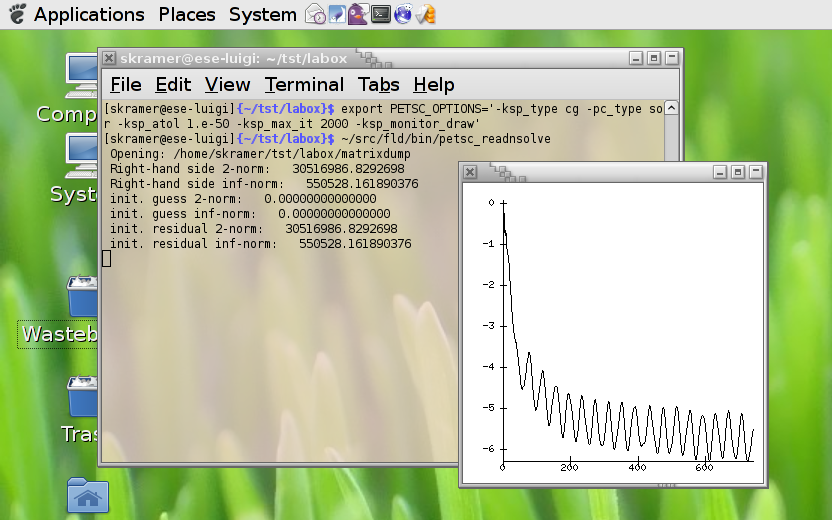 Applications Places System
skramer@ese-luigi: ~/tst/labox
File Edit View Terminal Tabs Help
[skramer@ese-luigi]{~/tst/labox}$ export PETSC_OPTIONS='-ksp_type cg -pc_type so
r -ksp_atol 1.e-50 -ksp_max_it 2000 -ksp_monitor_draw'
[skramer@ese-luigi]{~/tst/labox}$ ~/src/fld/bin/petsc_readnsolve
Opening: /home/skramer/tst/labox/matrixdump
Right-hand side 2-norm: 30516986.8292698
Right-hand side inf-norm: 550528.161890376
init. guess 2-norm: 0.00000000000000
init. guess inf-norm: 0.00000000000000
init. residual 2-norm: 30516986.8292698
init. residual inf-norm: 550528.161890376
Comp
Syst
Wasteb
Tras
0
-1
-2
-3
-4
-5
-6
0 200 400 600